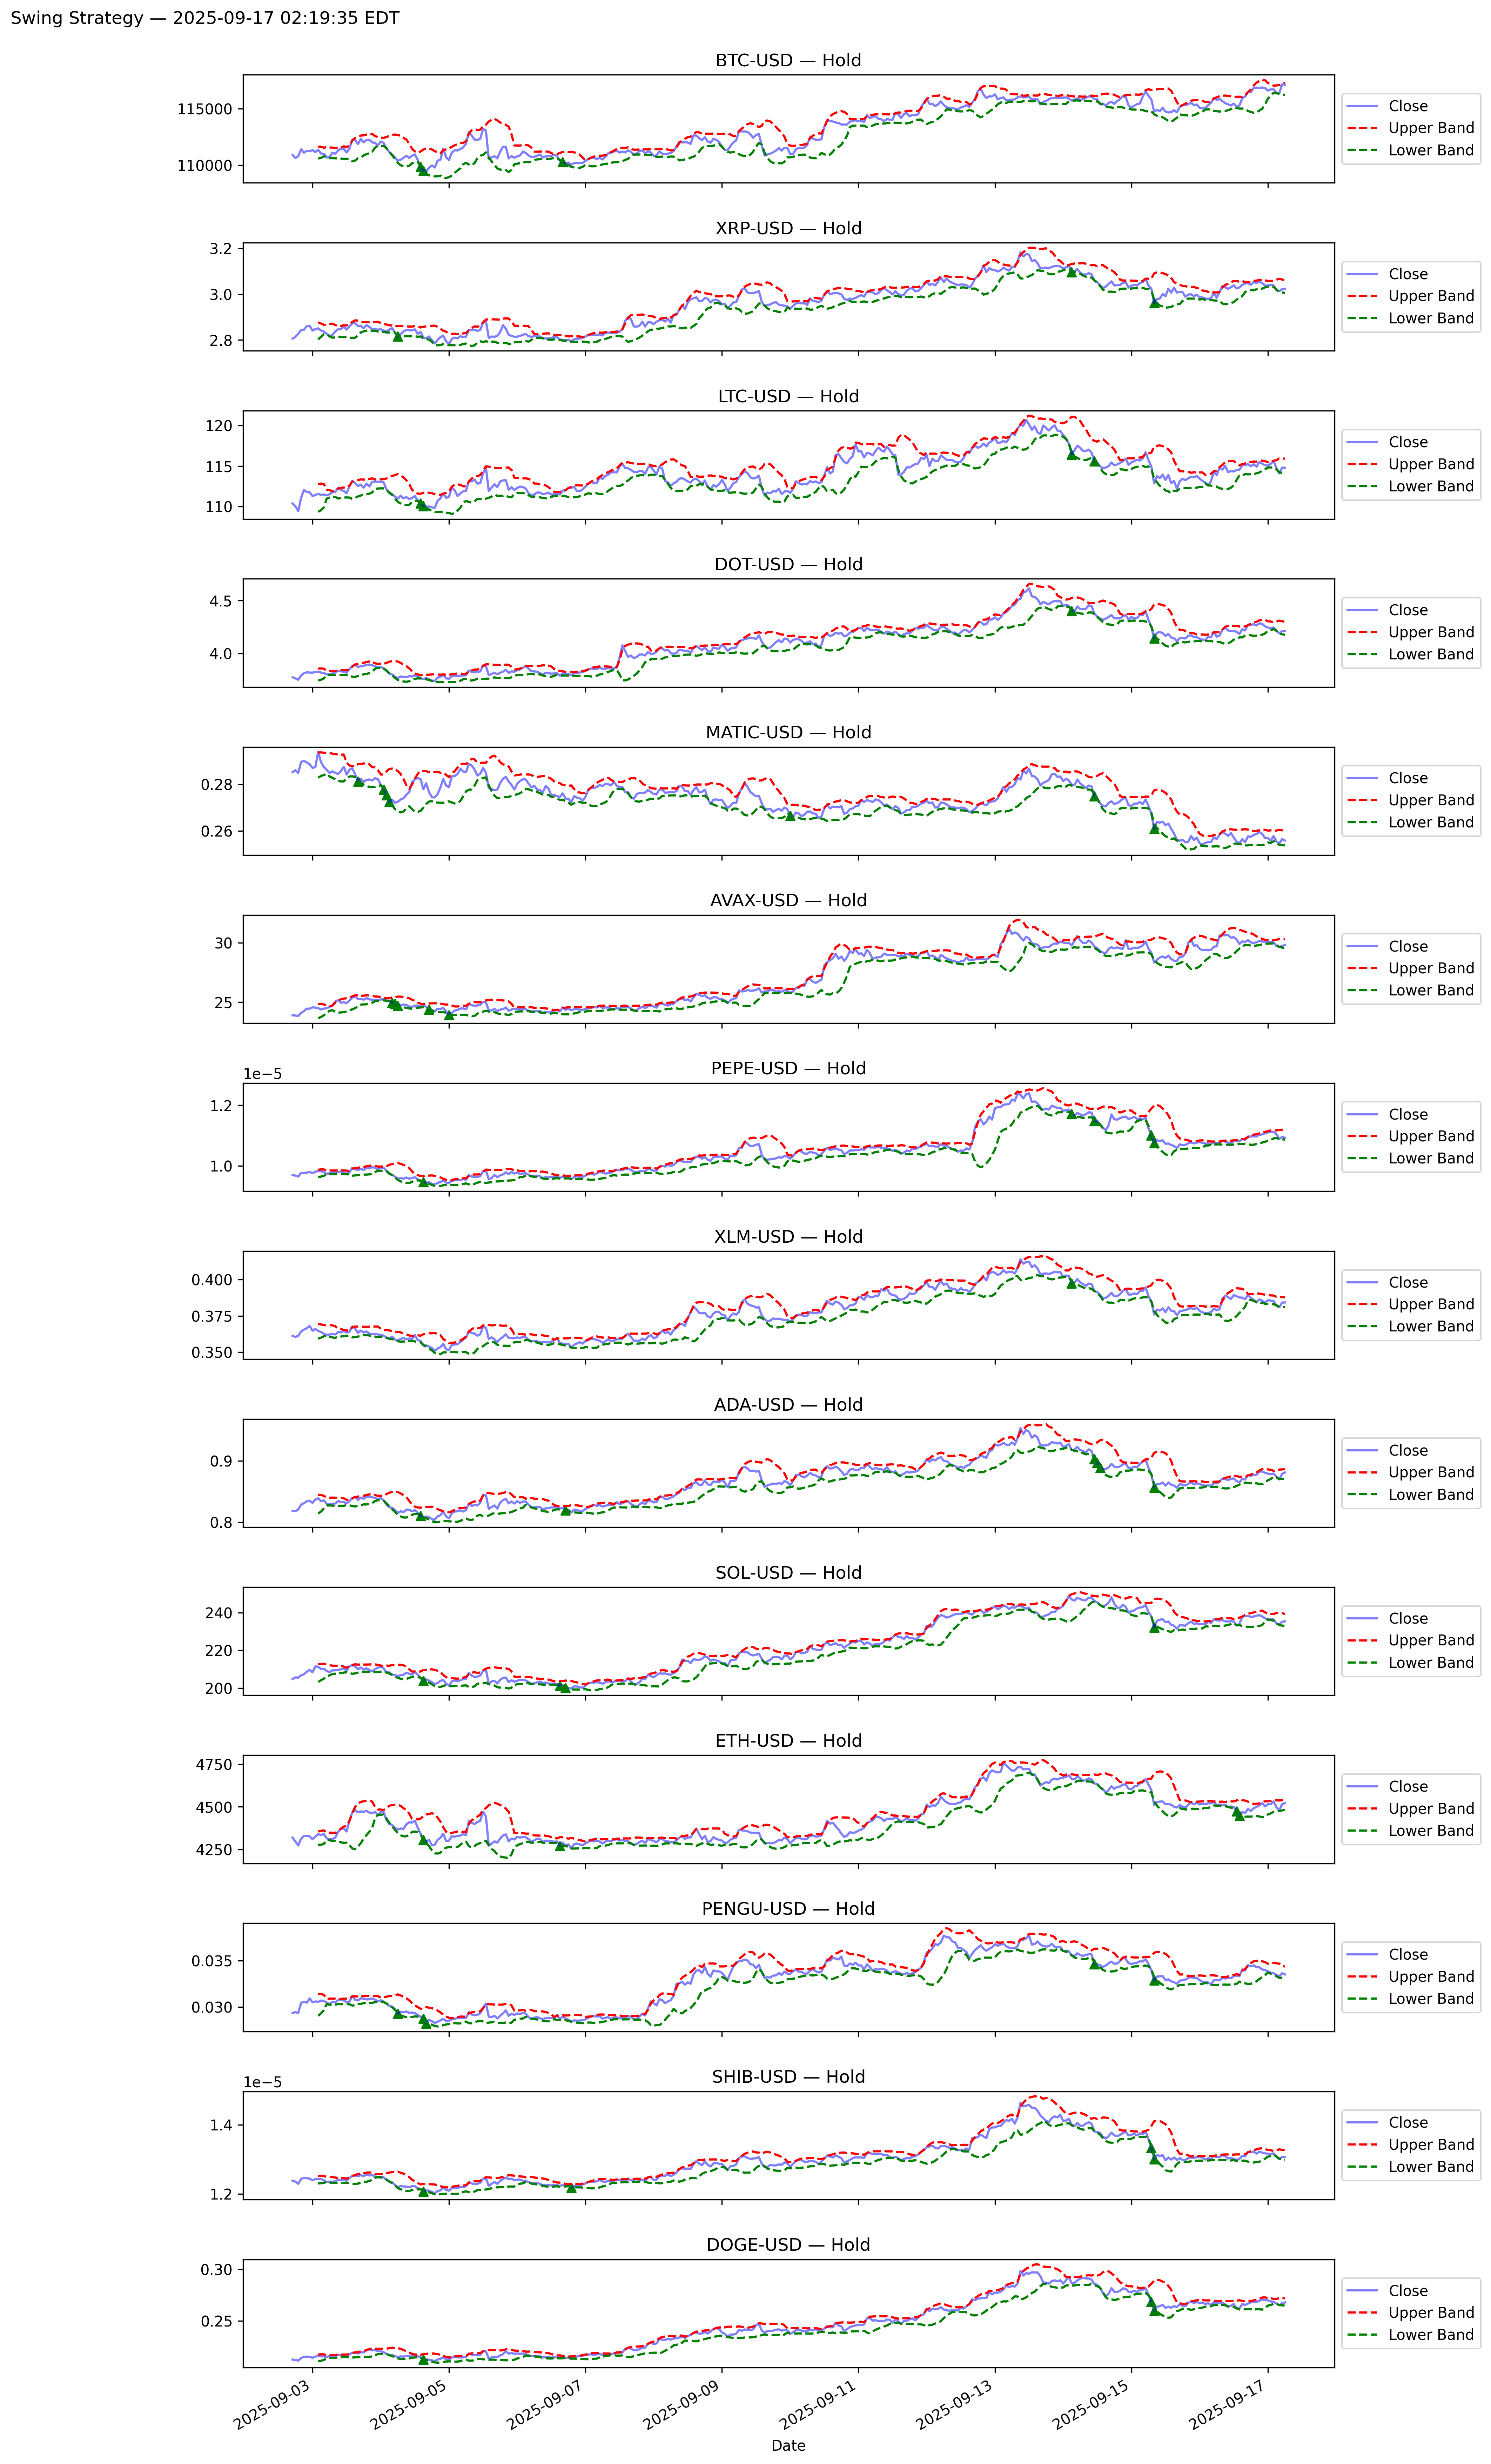 Swing Strategy — 2025-09-17 02:19:35 EDT
BTC-USD — Hold
115000
110000
Close
Upper Band
Lower Band
XRP-USD — Hold
3.2
3.0
2.8
Close
Upper Band
Lower Band
LTC-USD — Hold
120
115
110
Close
Upper Band
Lower Band
DOT-USD — Hold
4.5
4.0
Close
Upper Band
Lower Band
MATIC-USD — Hold
0.28
0.26
Close
Upper Band
Lower Band
AVAX-USD — Hold
30
25
Close
Upper Band
Lower Band
PEPE-USD — Hold
1e−5
1.2
1.0
Close
Upper Band
Lower Band
XLM-USD — Hold
0.400
0.375
0.350
Close
Upper Band
Lower Band
ADA-USD — Hold
0.9
0.8
Close
Upper Band
Lower Band
SOL-USD — Hold
240
220
200
Close
Upper Band
Lower Band
ETH-USD — Hold
4750
4500
4250
Close
Upper Band
Lower Band
PENGU-USD — Hold
0.035
0.030
Close
Upper Band
Lower Band
SHIB-USD — Hold
1e−5
1.4
1.2
Close
Upper Band
Lower Band
DOGE-USD — Hold
0.30
0.25
Close
Upper Band
Lower Band
2025-09-03
2025-09-05
2025-09-07
2025-09-09
2025-09-11
2025-09-13
2025-09-15
2025-09-17
Date